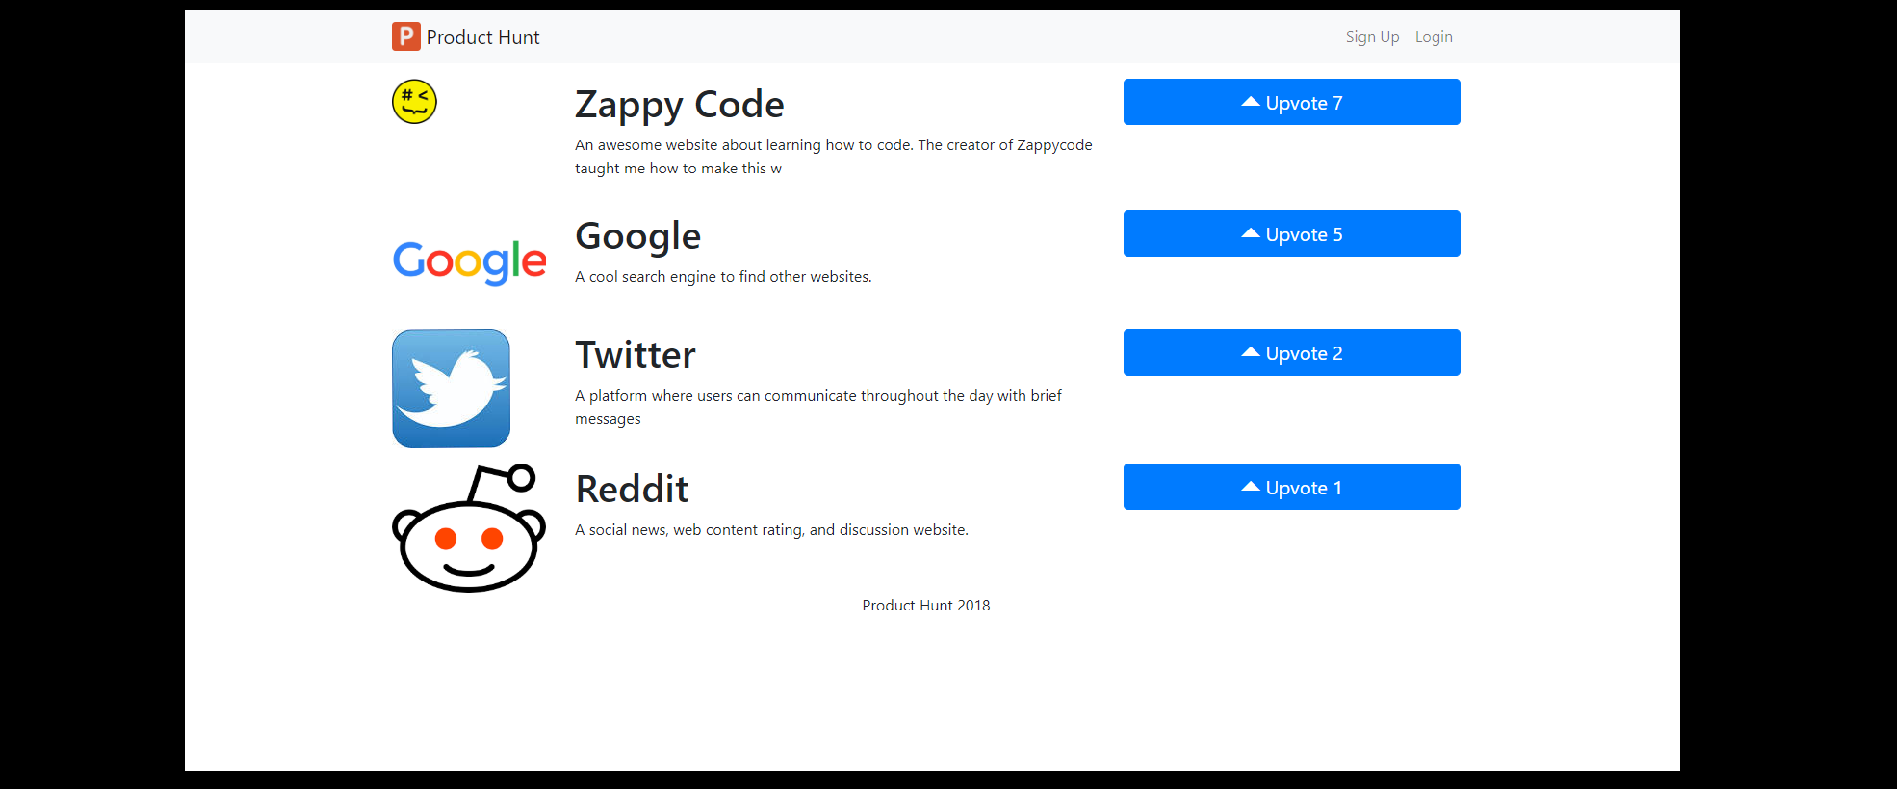 P Product Hunt
Sign Up Login
# <
Zappy Code
Upvote 7
An awesome website about learning how to code. The creator of Zappycode
taught me how to make this w
Google
Google
Upvote 5
A cool search engine to find other websites.
Twitter
Upvote 2
A platform where users can communicate throughout the day with brief
messages
Reddit
Upvote 1
A social news, web content rating, and discussion website.
Product Hunt 2018